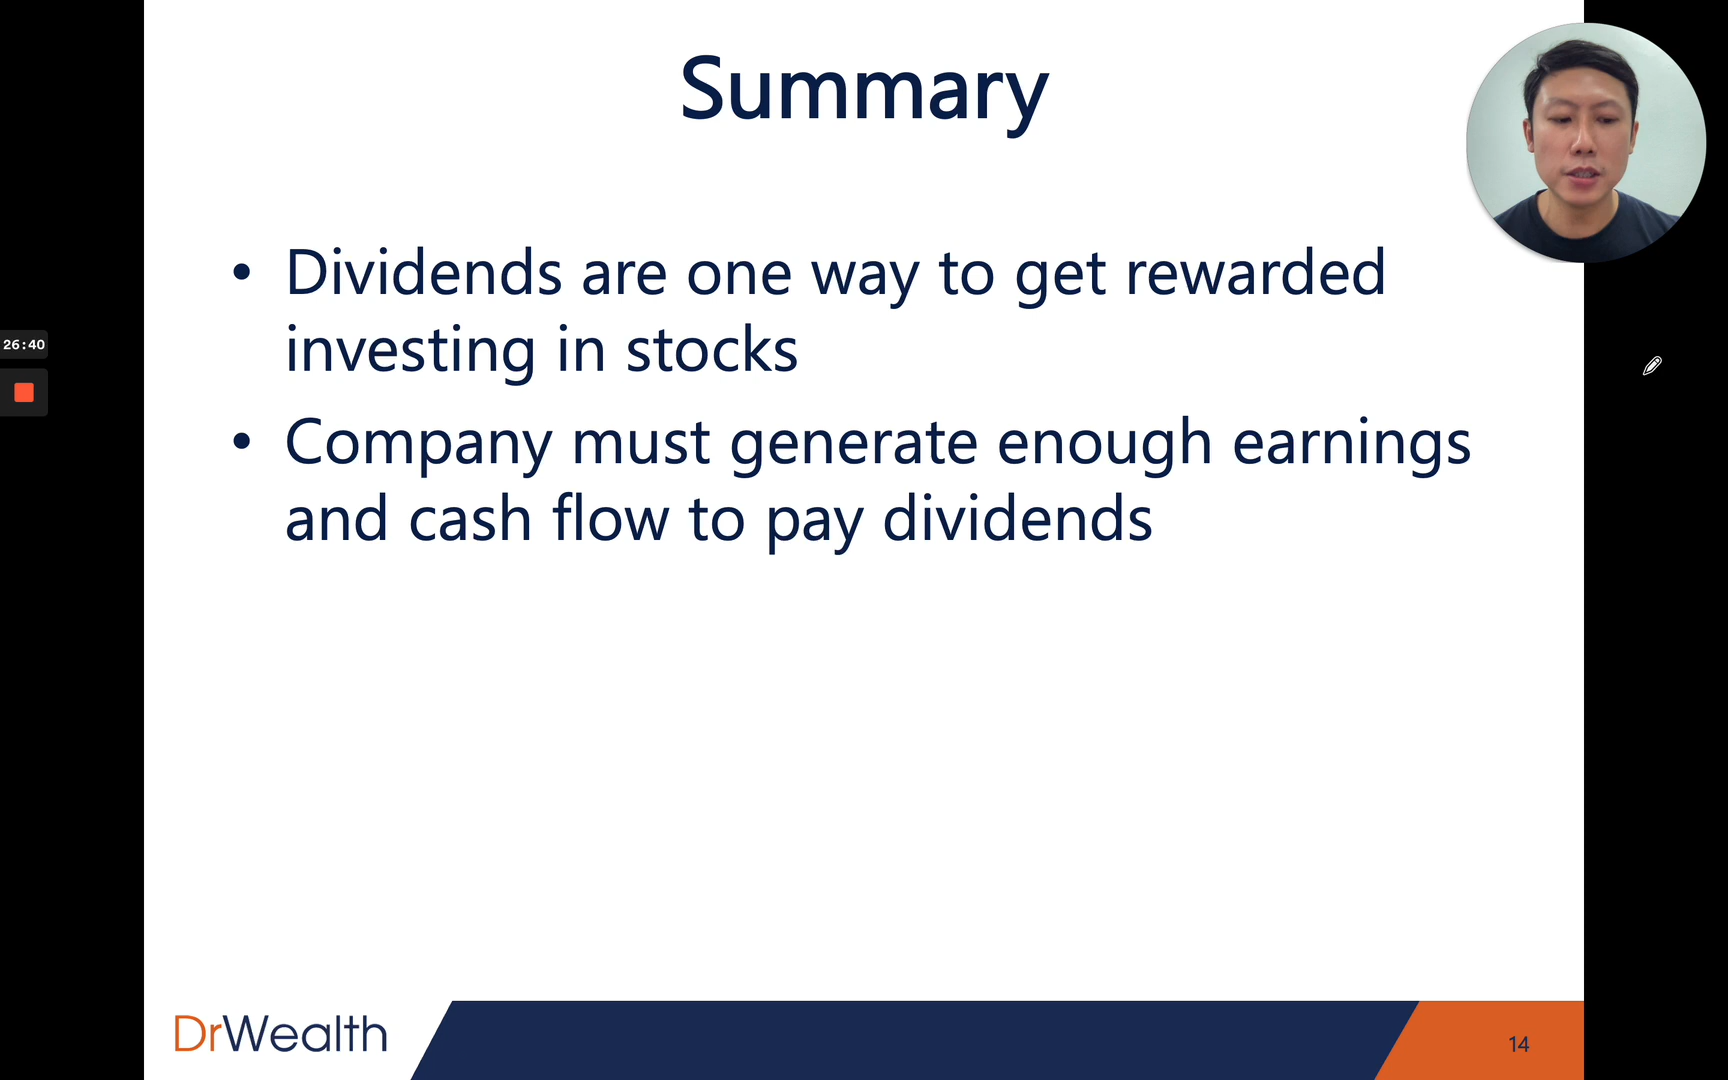 Summary
• Dividends are one way to get rewarded
investing in stocks
26:40
• Company must generate enough earnings
and cash flow to pay dividends
DrWealth
14